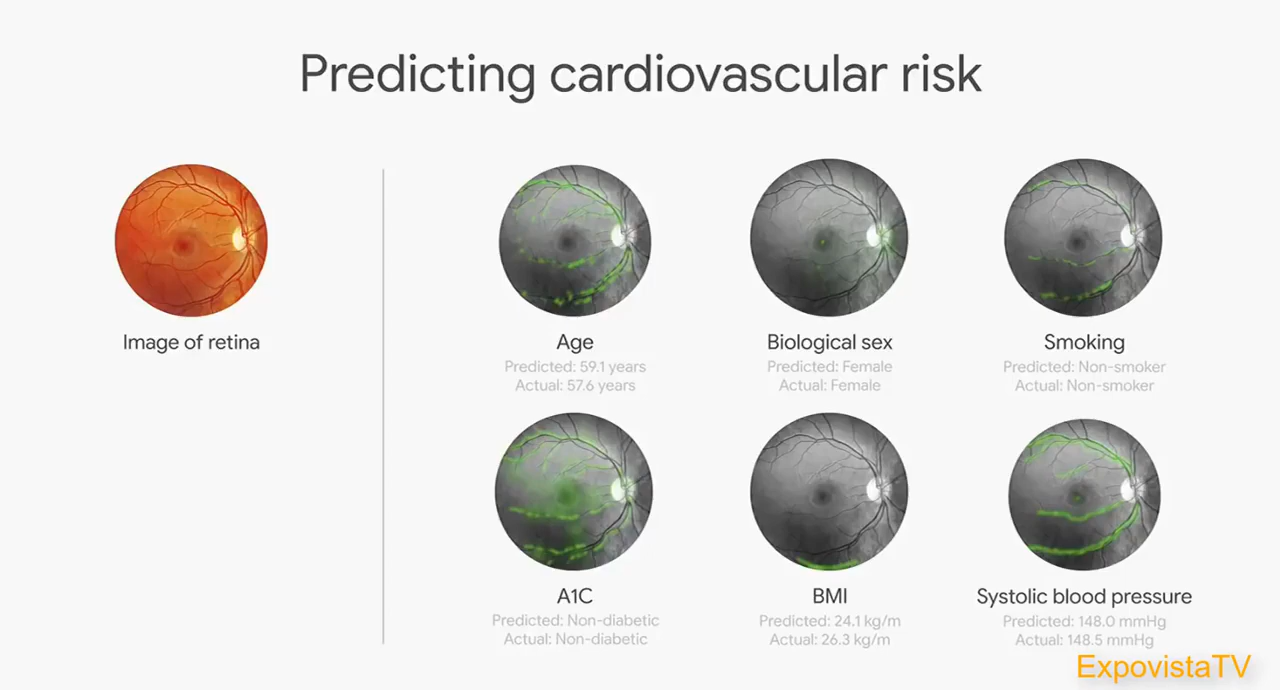 Predicting cardiovascular risk
Image of retina
Age
Predicted: 59.1 years
Actual: 57.6 years
Biological sex
Predicted: Female
Actual: Female
Smoking
Predicted: Non-smoker
Actual: Non-smoker
A1C
Predicted: Non-diabetic
Actual: Non-diabetic
BMI
Predicted: 24.1 kg/m
Actual: 26.3 kg/m
Systolic blood pressure
Predicted: 148.0 mmHg
Actual: 148.5 mmHg
ExpovistaTV